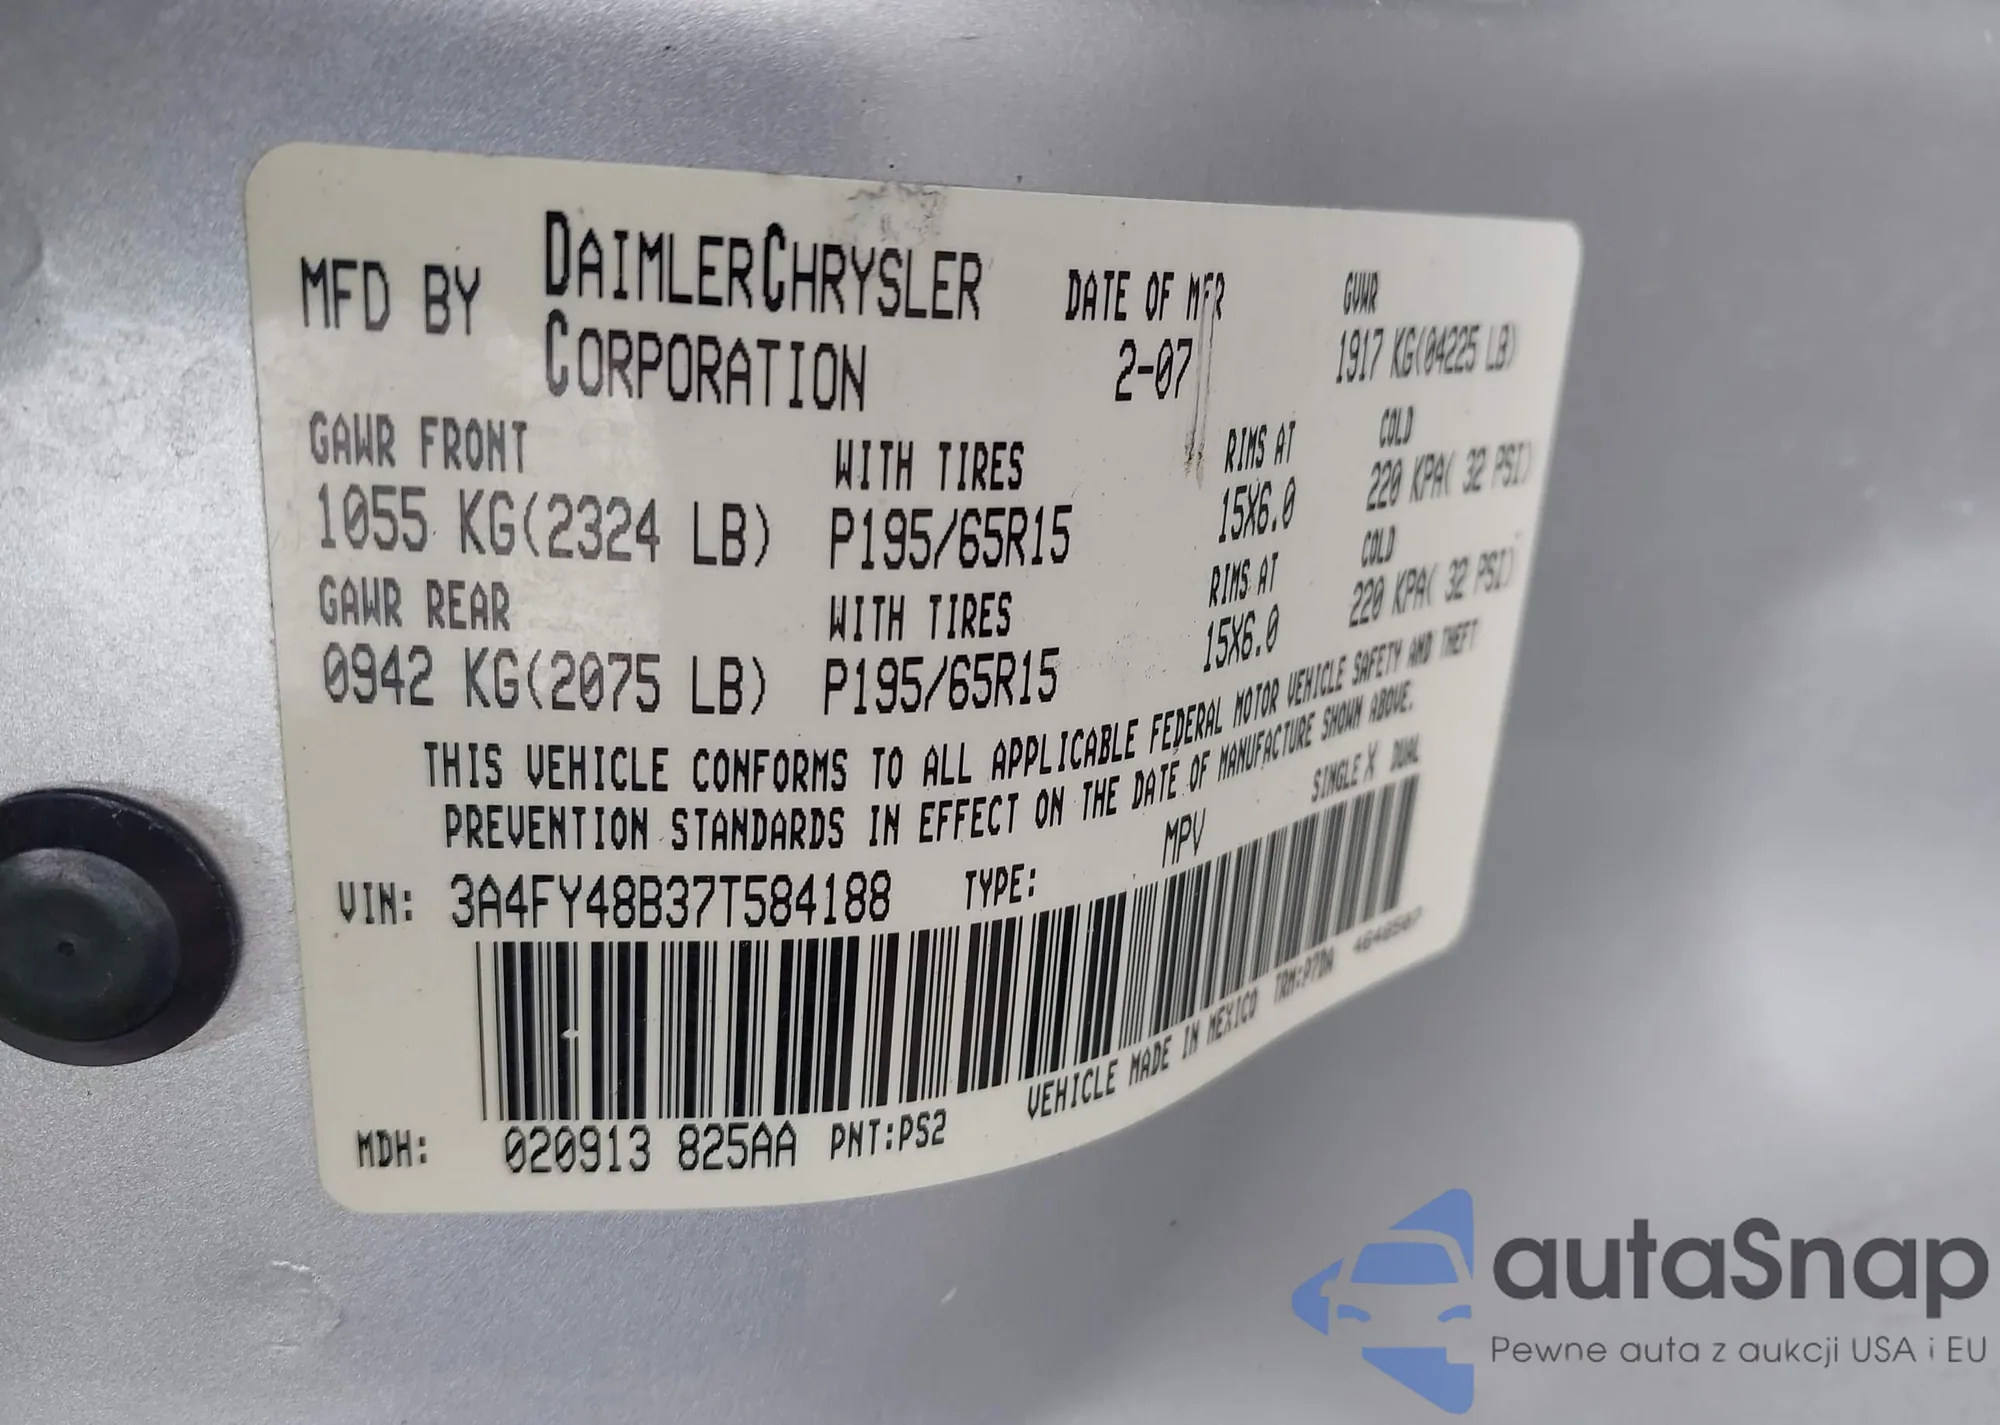 MFD BY DAIMLERCHRYSLER CORPORATION DATE OF MFR 2-07 GVWR 1917 KG(04225 LB)
GAWR FRONT WITH TIRES RIMS AT COLD
1055 KG(2324 LB) P195/65R15 15X6.0 220 KPA( 32 PSI)
GAWR REAR WITH TIRES RIMS AT COLD
0942 KG(2075 LB) P195/65R15 15X6.0 220 KPA( 32 PSI)
THIS VEHICLE CONFORMS TO ALL APPLICABLE FEDERAL MOTOR VEHICLE SAFETY AND THEFT
PREVENTION STANDARDS IN EFFECT ON THE DATE OF MANUFACTURE SHOWN ABOVE.
VIN: 3A4FY48B37T584188 TYPE: MPV SINGLE X DUAL
MDH: 020913 825AA PNT:PS2 VEHICLE MADE IN MEXICO TRM:P7DA
autaSnap
Pewne auta z aukcji USA i EU